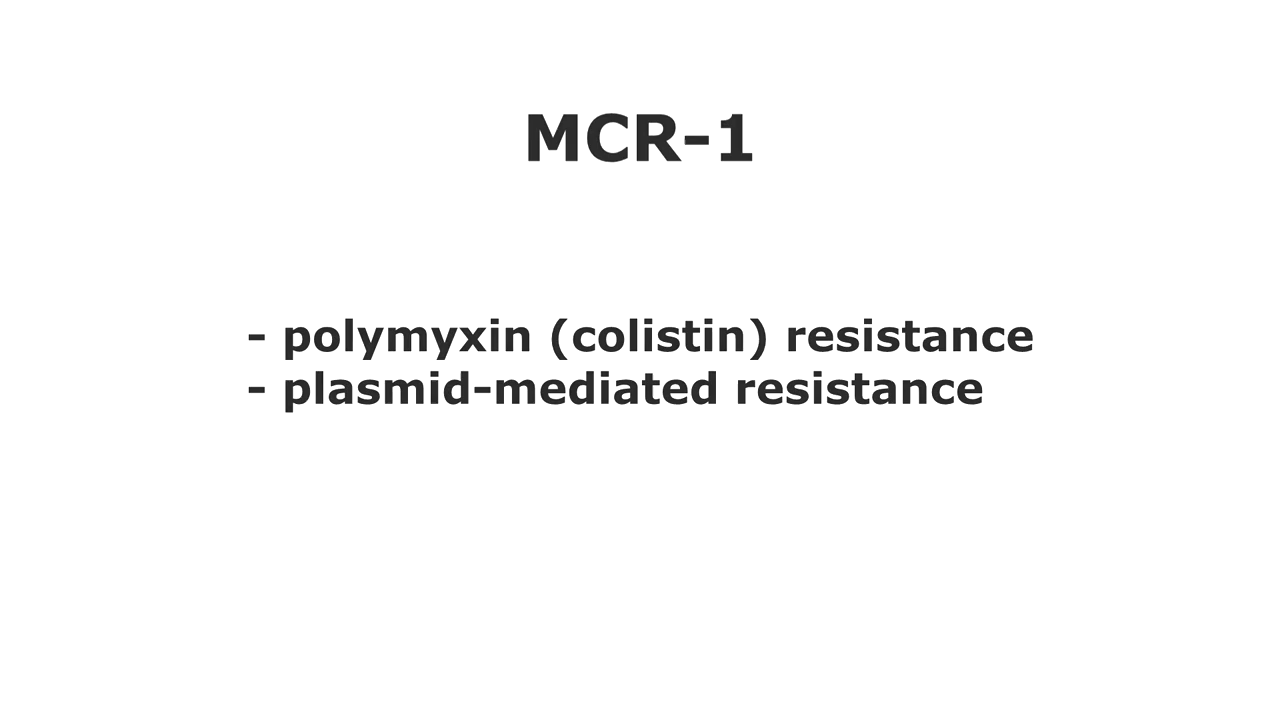 MCR-1
- polymyxin (colistin) resistance
- plasmid-mediated resistance